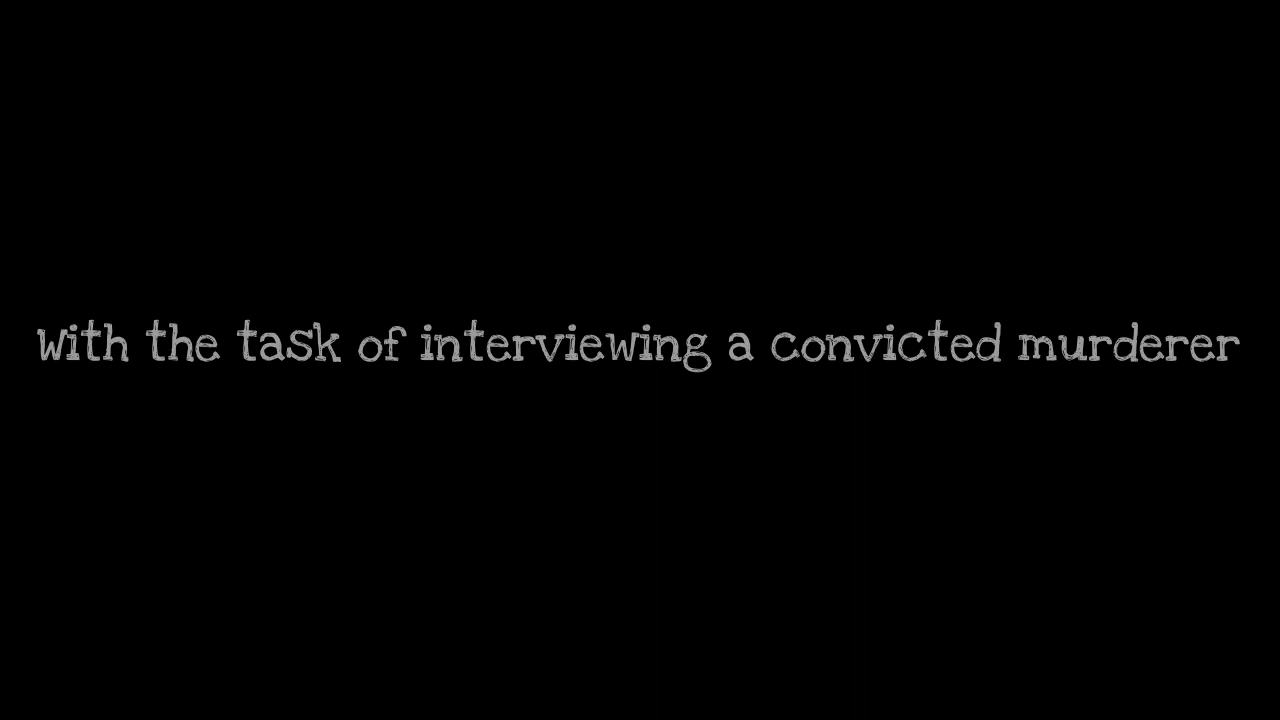 with the task of interviewing a convicted murderer